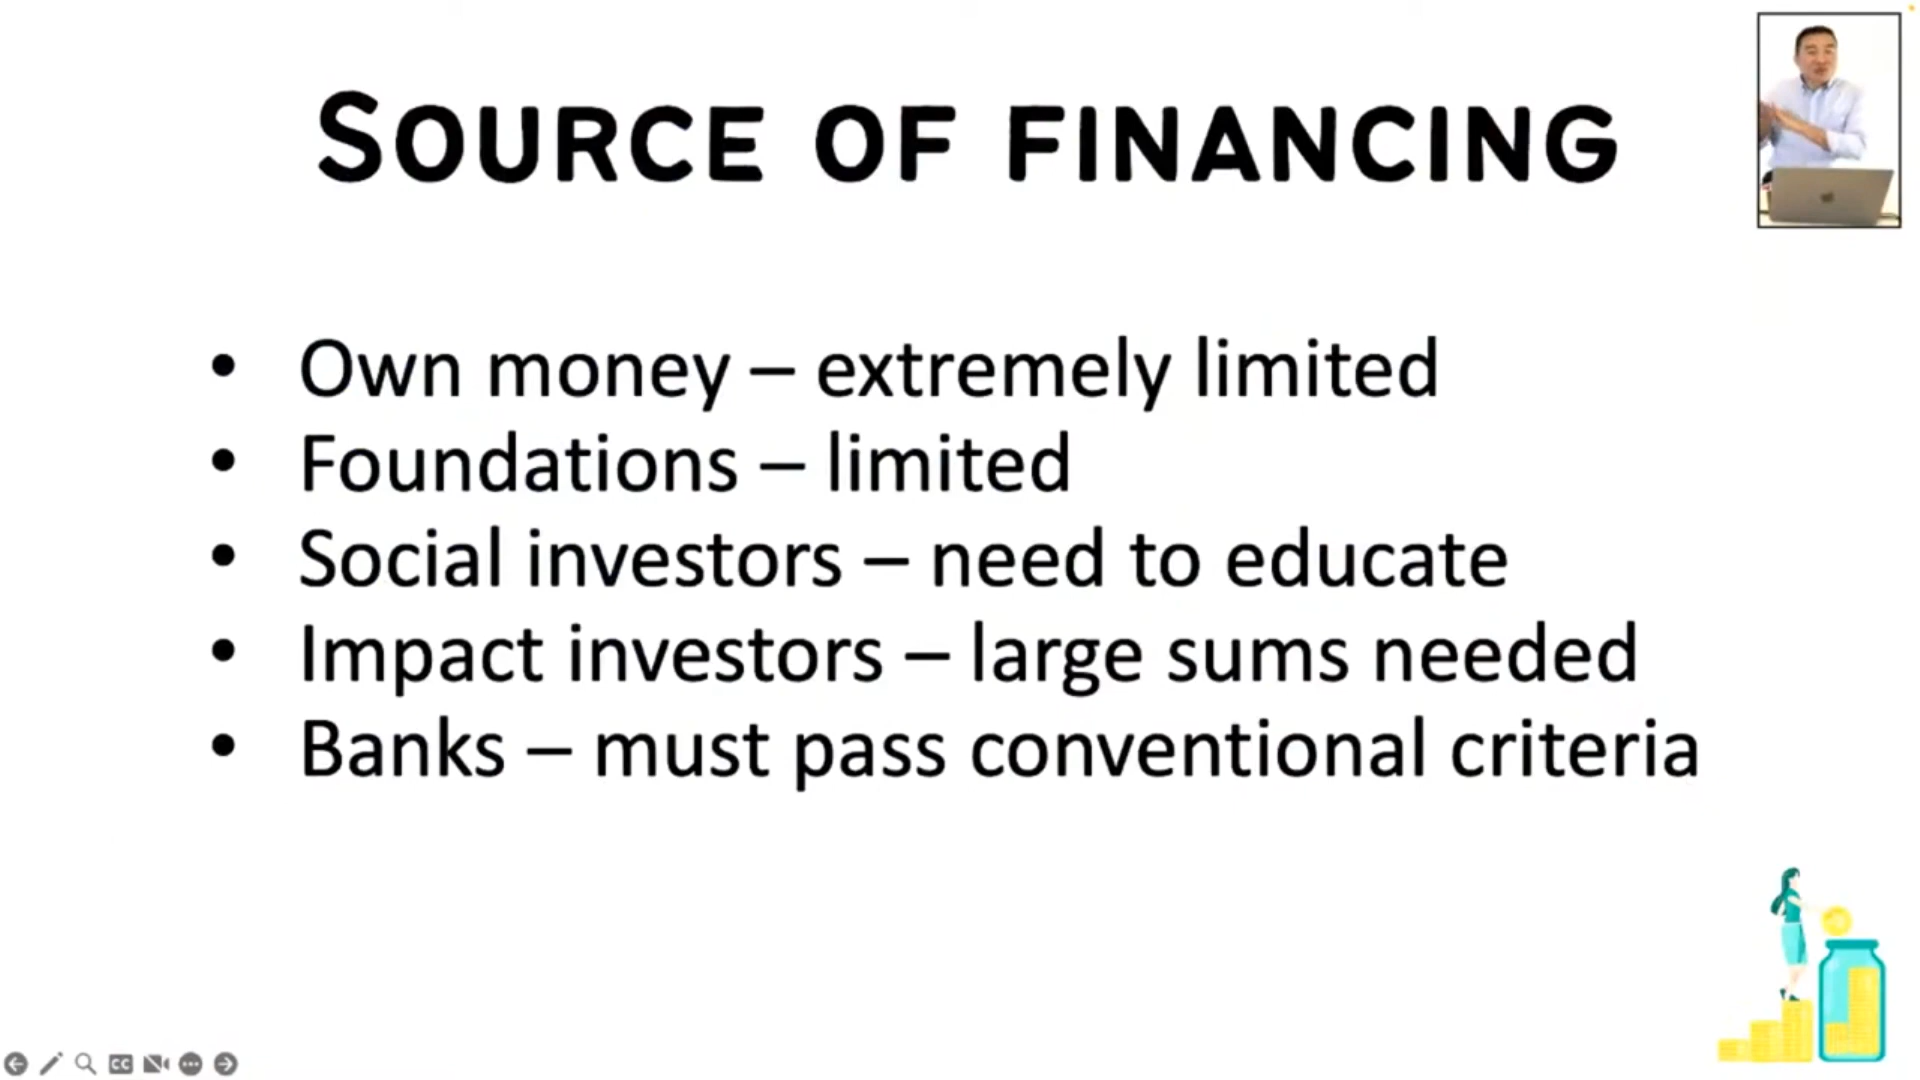 SOURCE OF FINANCING
• Own money – extremely limited
• Foundations – limited
• Social investors – need to educate
• Impact investors – large sums needed
• Banks – must pass conventional criteria
CC